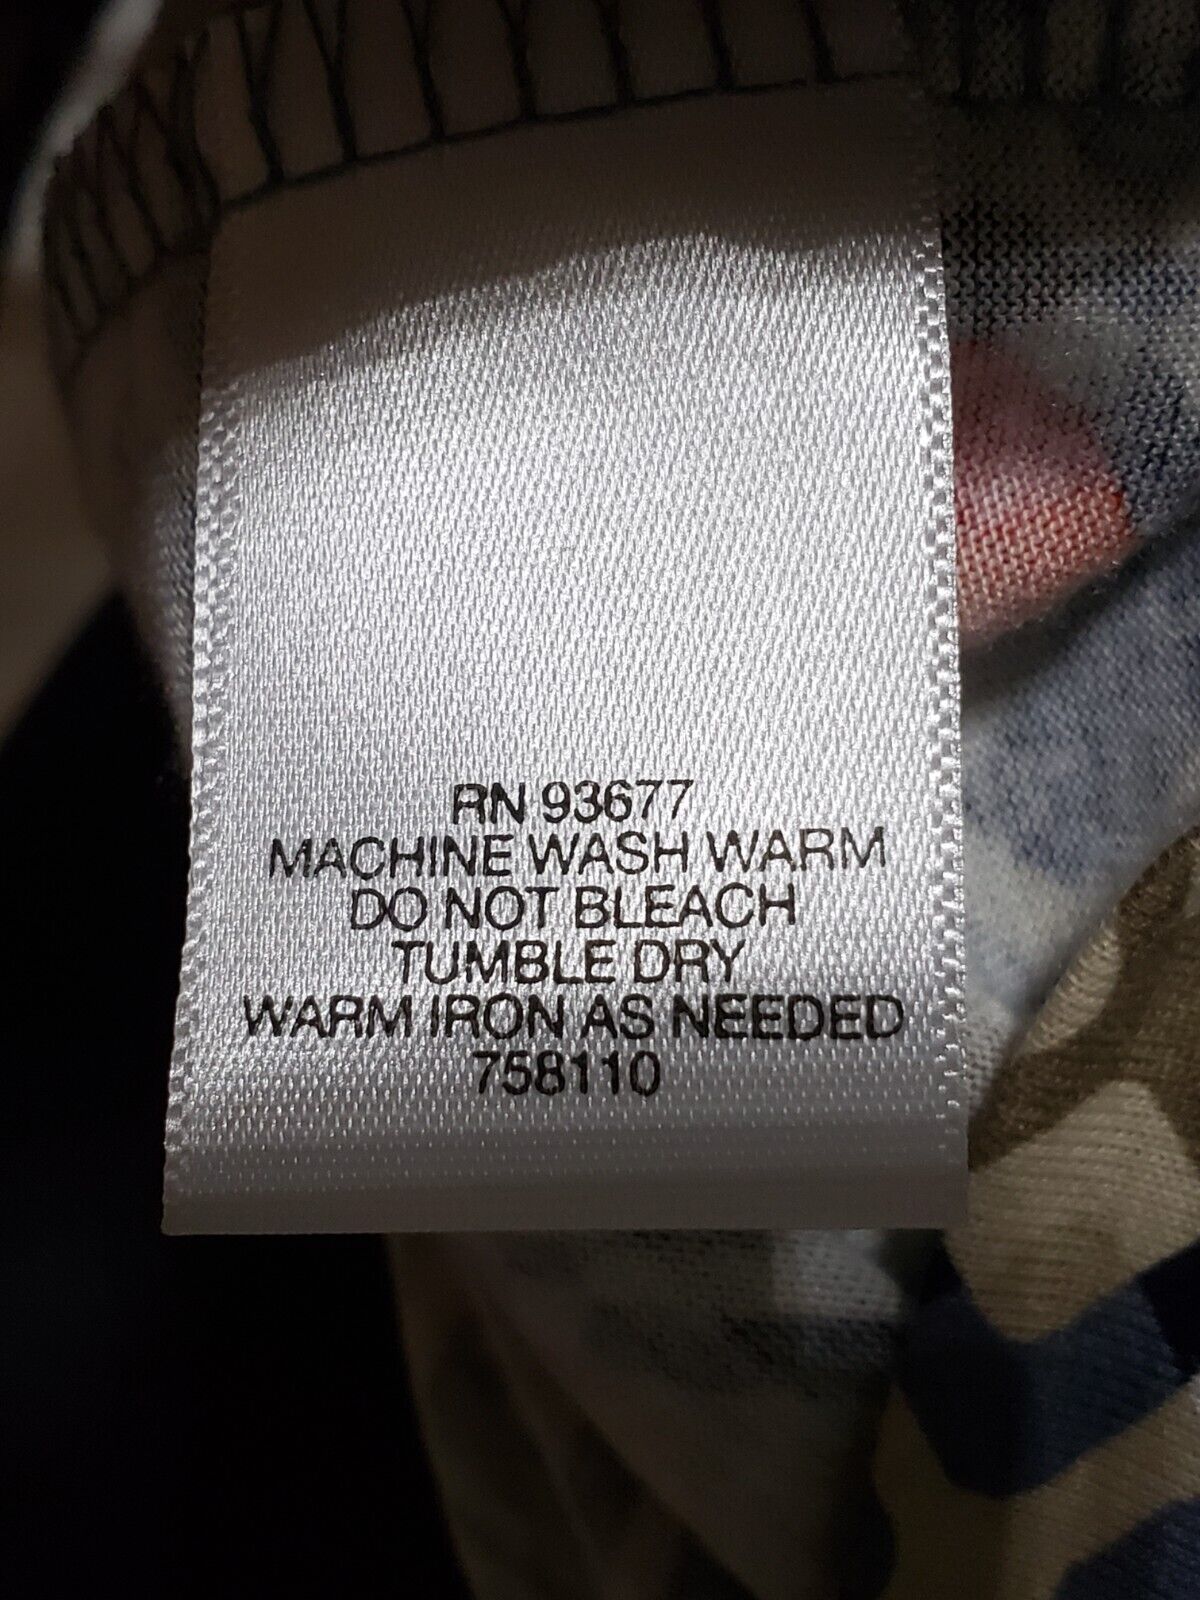 RN 93677
MACHINE WASH WARM
DO NOT BLEACH
TUMBLE DRY
WARM IRON AS NEEDED
758110